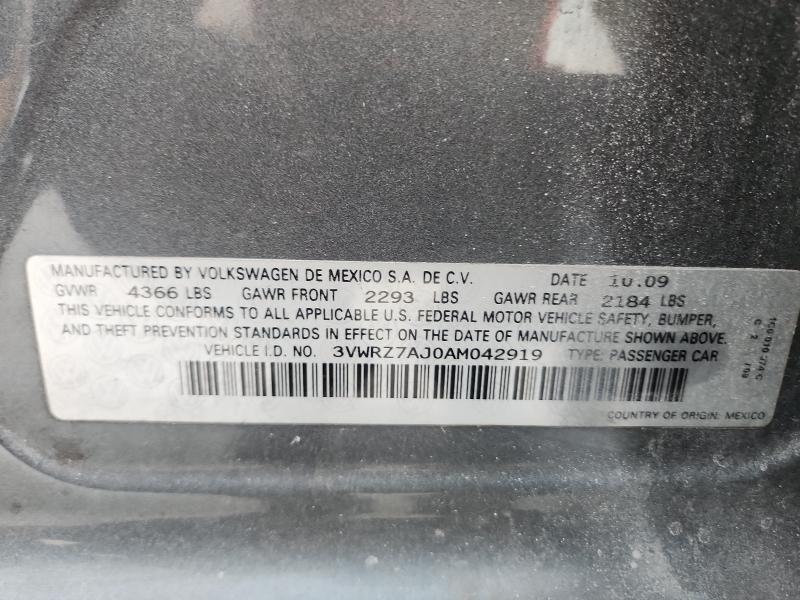 MANUFACTURED BY VOLKSWAGEN DE MEXICO S.A. DE C.V. DATE 10.09
GVWR 4366 LBS GAWR FRONT 2293 LBS GAWR REAR 2184 LBS
THIS VEHICLE CONFORMS TO ALL APPLICABLE U.S. FEDERAL MOTOR VEHICLE SAFETY, BUMPER,
AND THEFT PREVENTION STANDARDS IN EFFECT ON THE DATE OF MANUFACTURE SHOWN ABOVE.
VEHICLE I.D. NO. 3VWRZ7AJ0AM042919 TYPE: PASSENGER CAR
COUNTRY OF ORIGIN: MEXICO